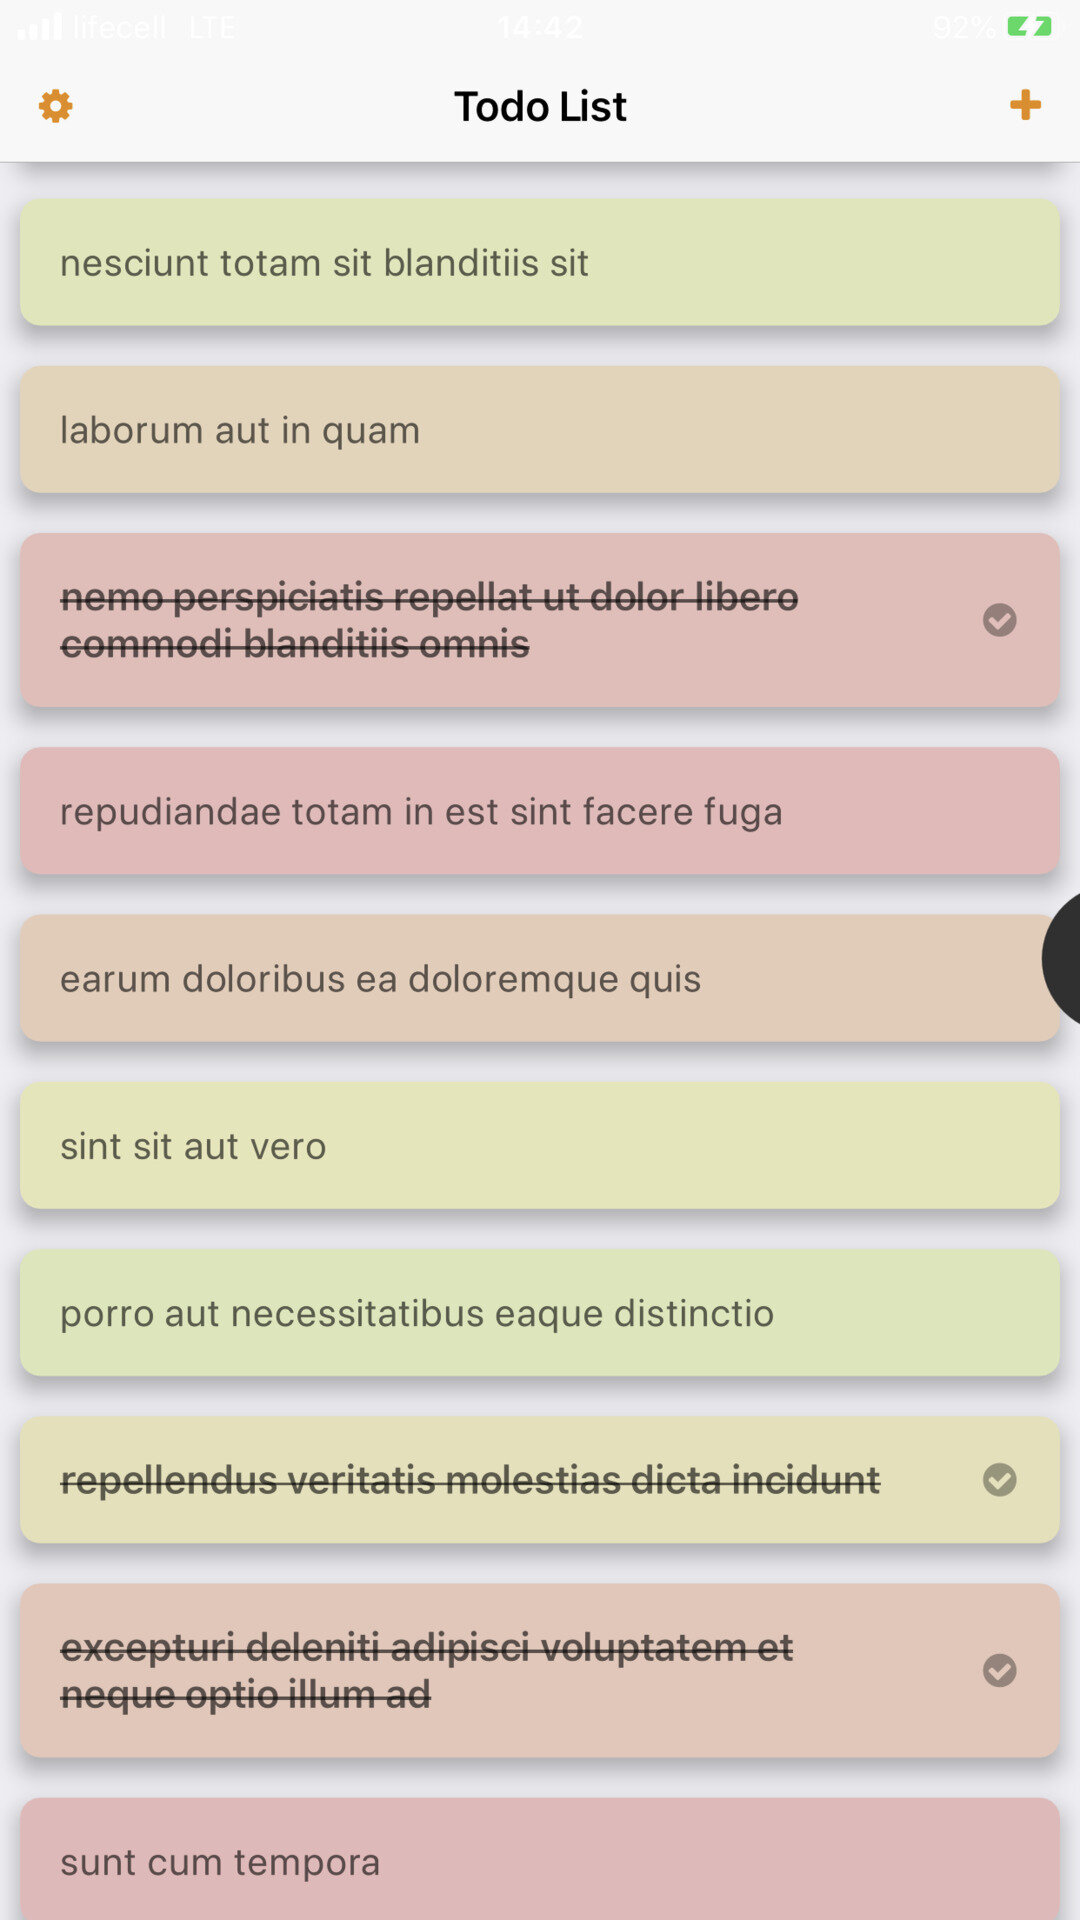 lifecell LTE 14:42 92%
Todo List
nesciunt totam sit blanditiis sit
laborum aut in quam
nemo perspiciatis repellat ut dolor libero
commodi blanditiis omnis
repudiandae totam in est sint facere fuga
earum doloribus ea doloremque quis
sint sit aut vero
porro aut necessitatibus eaque distinctio
repellendus veritatis molestias dicta incidunt
excepturi deleniti adipisci voluptatem et
neque optio illum ad
sunt cum tempora